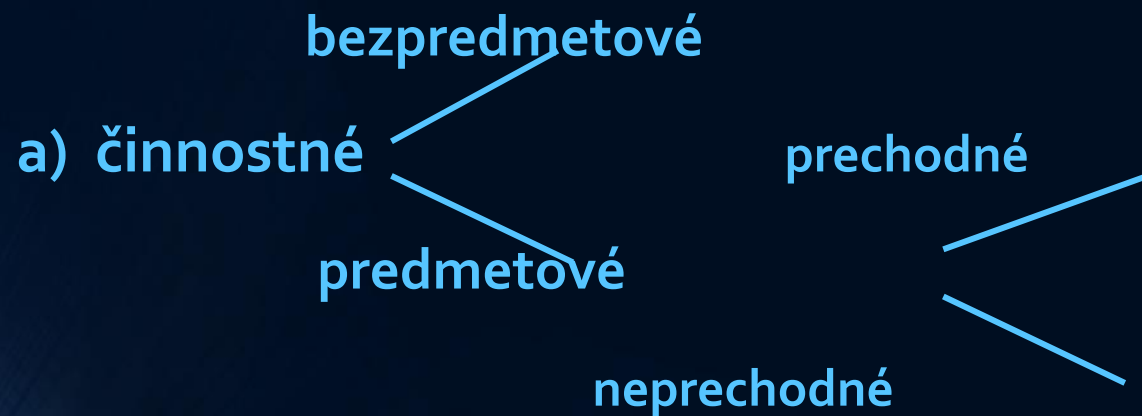 bezpredmetové
a) činnostné
prechodné
predmetové
neprechodné